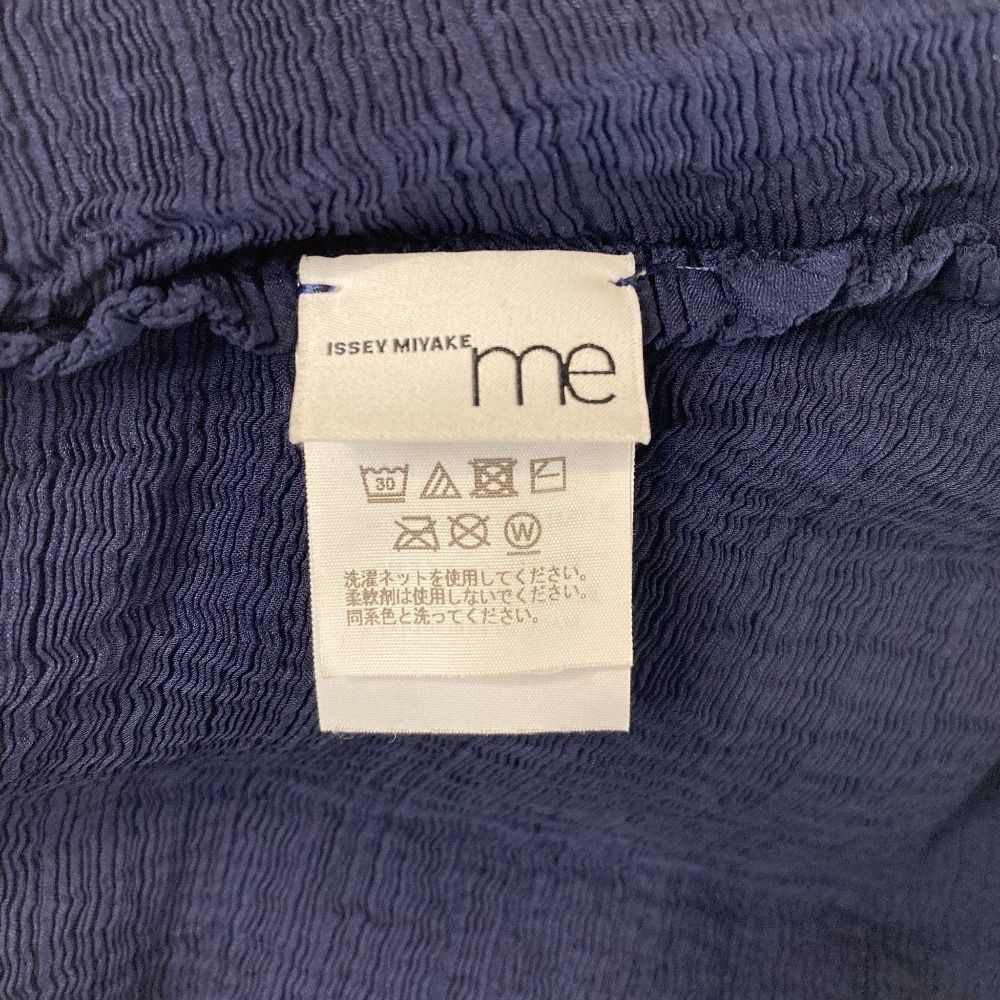 ISSEY MIYAKE me
30
W
洗濯ネットを使用してください。
柔軟剤は使用しないでください。
同系色と洗ってください。